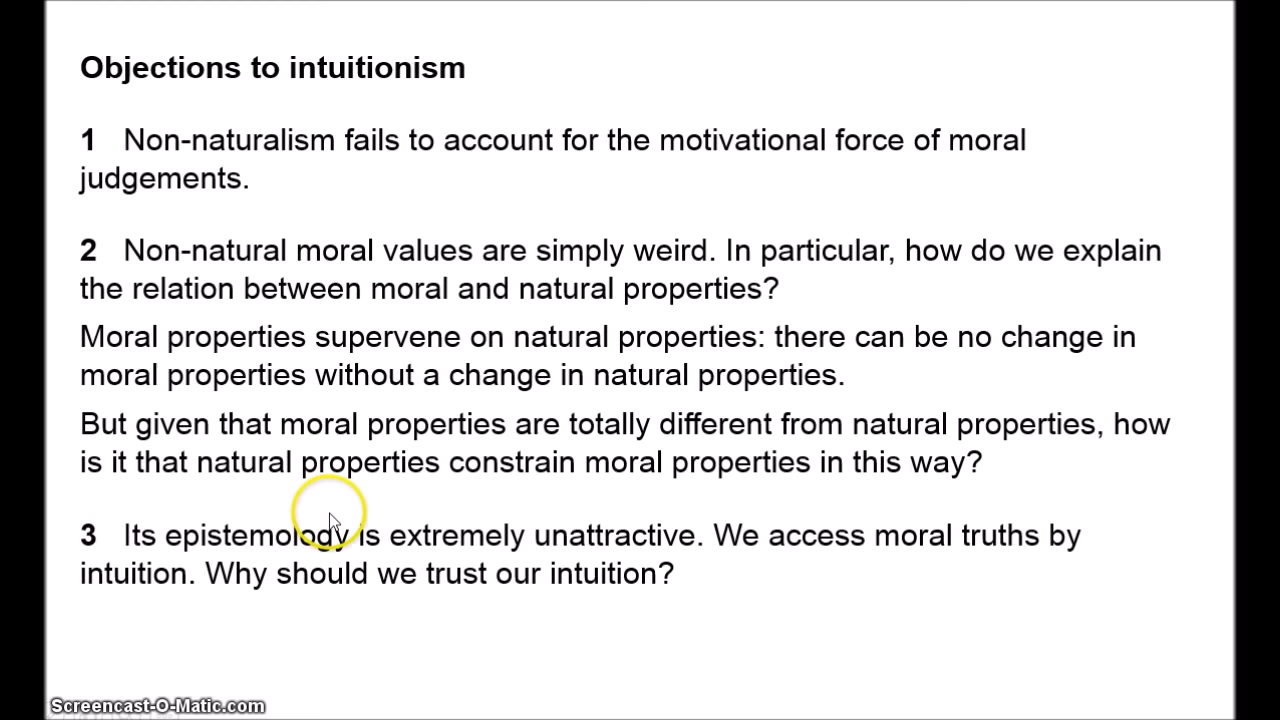 Objections to intuitionism
1 Non-naturalism fails to account for the motivational force of moral
judgements.
2 Non-natural moral values are simply weird. In particular, how do we explain
the relation between moral and natural properties?
Moral properties supervene on natural properties: there can be no change in
moral properties without a change in natural properties.
But given that moral properties are totally different from natural properties, how
is it that natural properties constrain moral properties in this way?
3 Its epistemology is extremely unattractive. We access moral truths by
intuition. Why should we trust our intuition?
Screencast-O-Matic.com